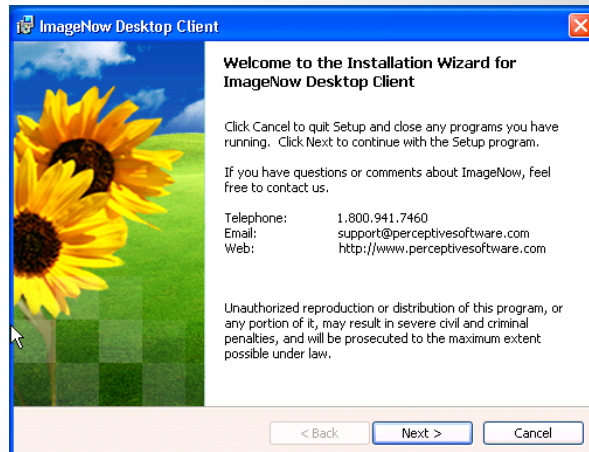 ImageNow Desktop Client
Welcome to the Installation Wizard for
ImageNow Desktop Client
Click Cancel to quit Setup and close any programs you have
running.  Click Next to continue with the Setup program.
If you have questions or comments about ImageNow, feel
free to contact us.
Telephone: 1.800.941.7460
Email: support@perceptivesoftware.com
Web: http://www.perceptivesoftware.com
Unauthorized reproduction or distribution of this program, or
any portion of it, may result in severe civil and criminal
penalties, and will be prosecuted to the maximum extent
possible under law.
< Back Next > Cancel